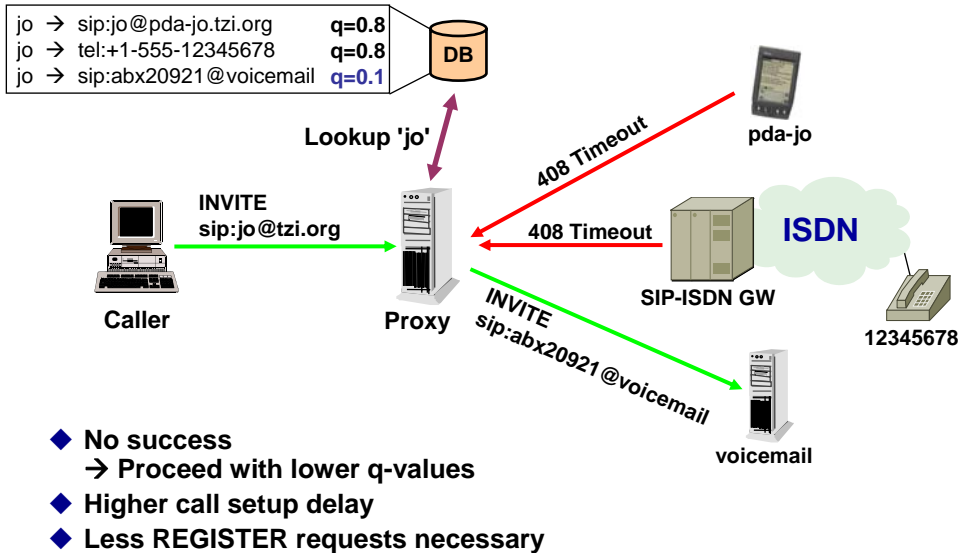 jo → sip:jo@pda-jo.tzi.org q=0.8
jo → tel:+1-555-12345678 q=0.8
jo → sip:abx20921@voicemail q=0.1
DB
Lookup 'jo'
pda-jo
408 Timeout
INVITE
sip:jo@tzi.org
408 Timeout
ISDN
SIP-ISDN GW
Caller
Proxy
12345678
INVITE
sip:abx20921@voicemail
voicemail
◆ No success
→ Proceed with lower q-values
◆ Higher call setup delay
◆ Less REGISTER requests necessary